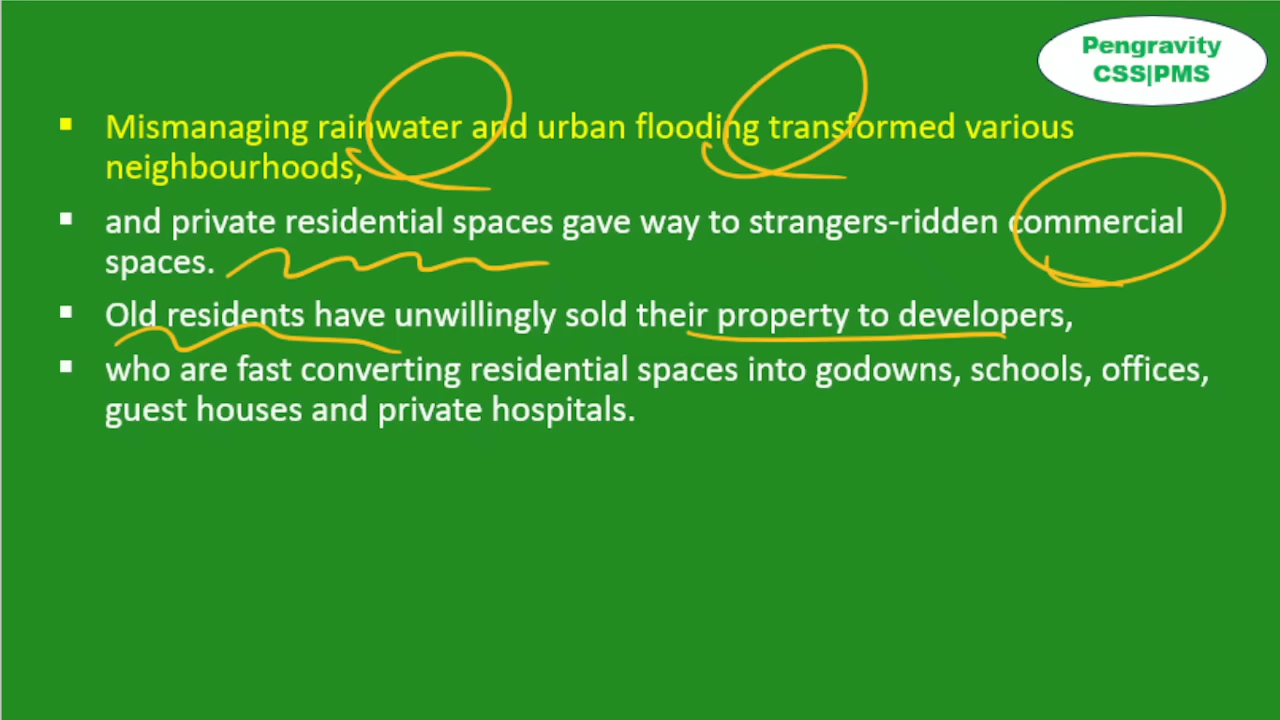 Pengravity
CSS|PMS
▪ Mismanaging rainwater and urban flooding transformed various
neighbourhoods,
▪ and private residential spaces gave way to strangers-ridden commercial
spaces.
▪ Old residents have unwillingly sold their property to developers,
▪ who are fast converting residential spaces into godowns, schools, offices,
guest houses and private hospitals.